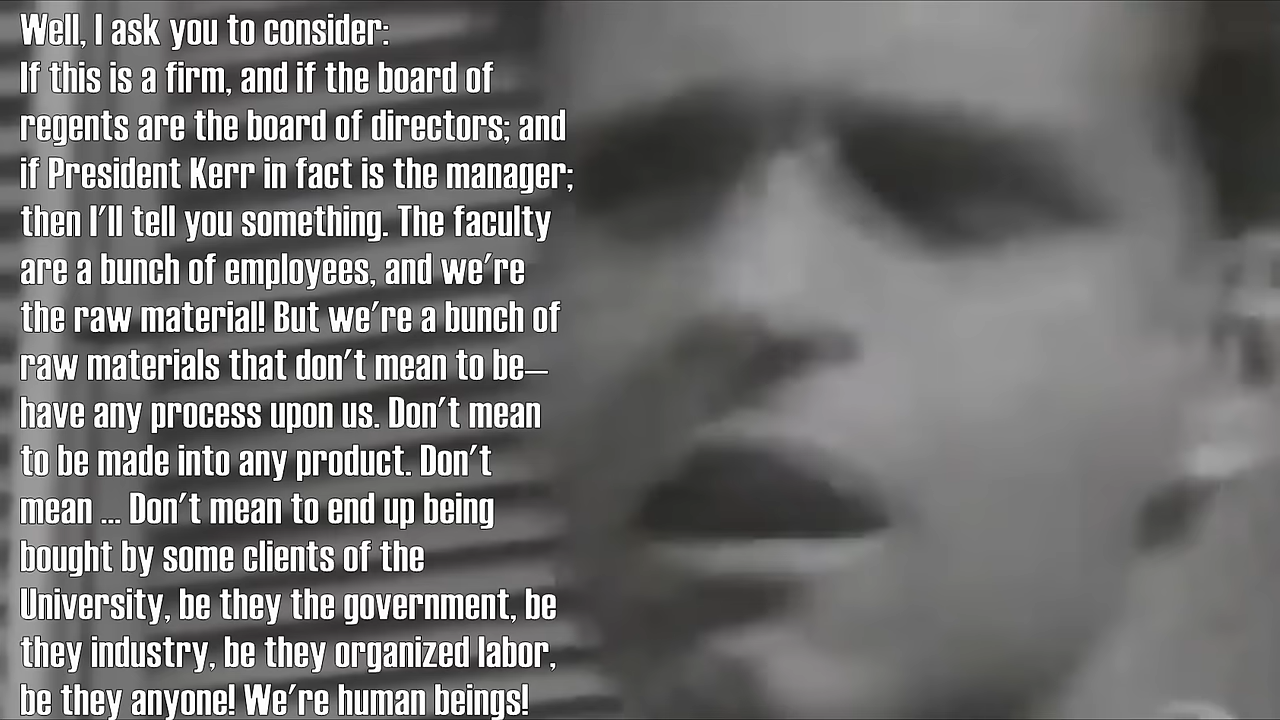 Well, I ask you to consider:
If this is a firm, and if the board of
regents are the board of directors; and
if President Kerr in fact is the manager;
then I'll tell you something. The faculty
are a bunch of employees, and we're
the raw material! But we're a bunch of
raw materials that don't mean to be—
have any process upon us. Don't mean
to be made into any product. Don't
mean ... Don't mean to end up being
bought by some clients of the
University, be they the government, be
they industry, be they organized labor,
be they anyone! We're human beings!